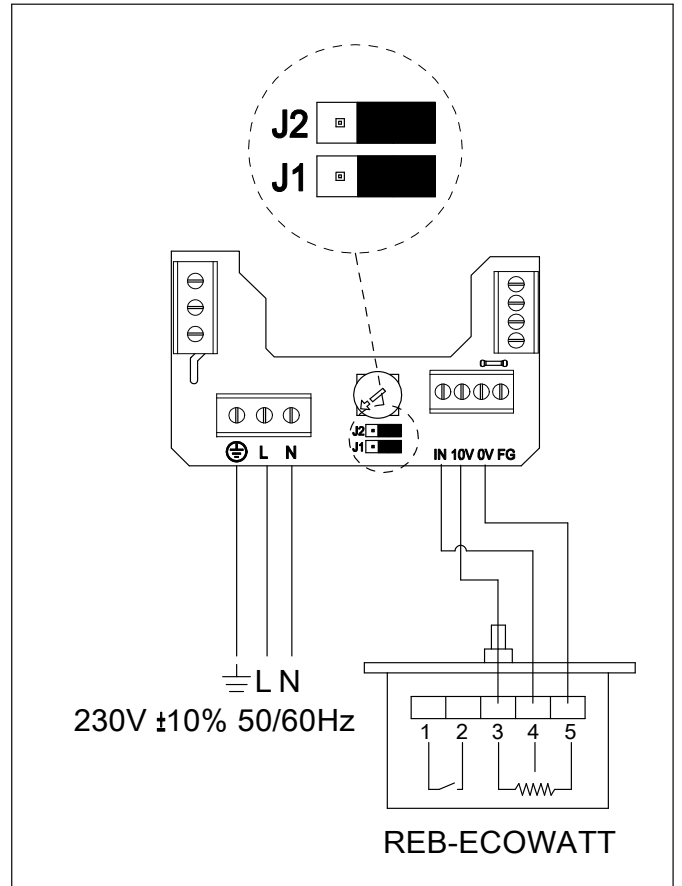 J2
J1
J2
J1
L N
IN 10V 0V FG
L N
230V ±10% 50/60Hz
1 2 3 4 5
REB-ECOWATT